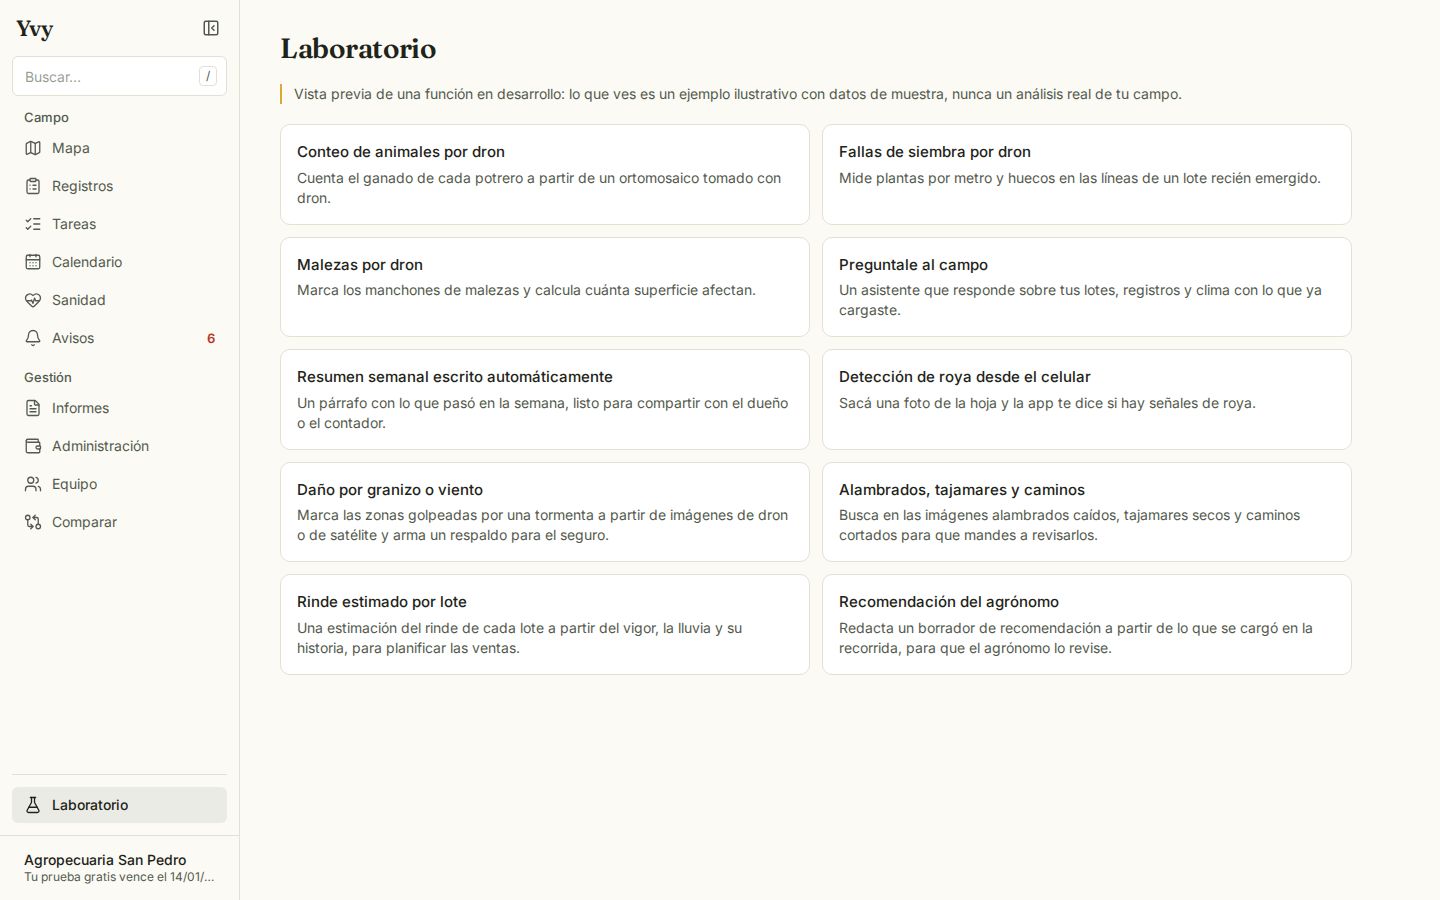 Yvy
Buscar...
/
Campo
Mapa
Registros
Tareas
Calendario
Sanidad
Avisos
6
Gestión
Informes
Administración
Equipo
Comparar
Laboratorio
Agropecuaria San Pedro
Tu prueba gratis vence el 14/01/...
Laboratorio
Vista previa de una función en desarrollo: lo que ves es un ejemplo ilustrativo con datos de muestra, nunca un análisis real de tu campo.
Conteo de animales por dron
Cuenta el ganado de cada potrero a partir de un ortomosaico tomado con
dron.
Fallas de siembra por dron
Mide plantas por metro y huecos en las líneas de un lote recién emergido.
Malezas por dron
Marca los manchones de malezas y calcula cuánta superficie afectan.
Preguntale al campo
Un asistente que responde sobre tus lotes, registros y clima con lo que ya
cargaste.
Resumen semanal escrito automáticamente
Un párrafo con lo que pasó en la semana, listo para compartir con el dueño
o el contador.
Detección de roya desde el celular
Sacá una foto de la hoja y la app te dice si hay señales de roya.
Daño por granizo o viento
Marca las zonas golpeadas por una tormenta a partir de imágenes de dron
o de satélite y arma un respaldo para el seguro.
Alambrados, tajamares y caminos
Busca en las imágenes alambrados caídos, tajamares secos y caminos
cortados para que mandes a revisarlos.
Rinde estimado por lote
Una estimación del rinde de cada lote a partir del vigor, la lluvia y su
historia, para planificar las ventas.
Recomendación del agrónomo
Redacta un borrador de recomendación a partir de lo que se cargó en la
recorrida, para que el agrónomo lo revise.